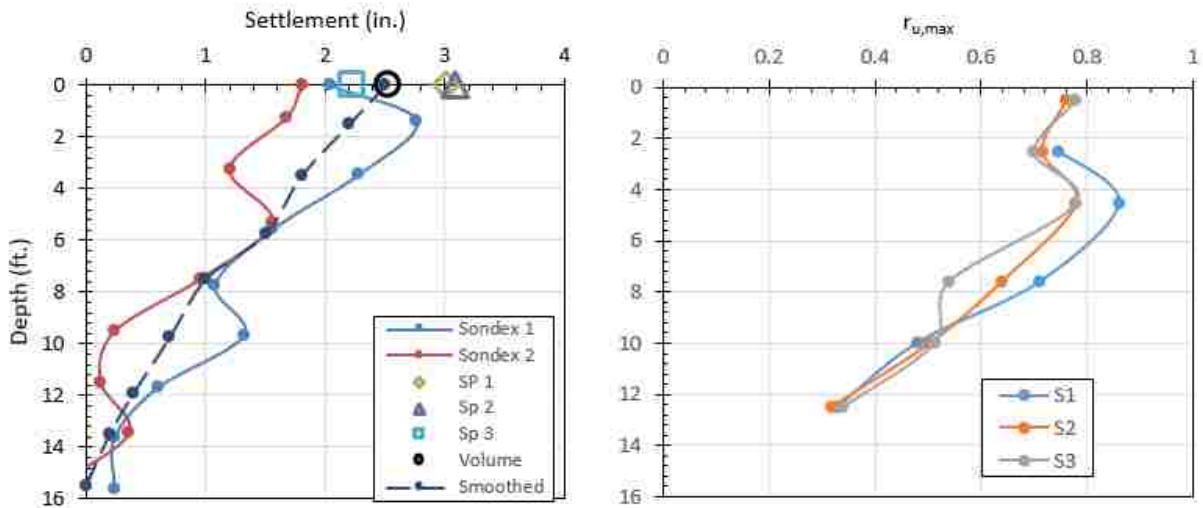 Settlement (in.)
0 1 2 3 4
0
2
4
6
8
10
12
14
16
Depth (ft.)
Sondex 1
Sondex 2
SP 1
Sp 2
Sp 3
Volume
Smoothed
r u,max
0 0.2 0.4 0.6 0.8 1
0
2
4
6
8
10
12
14
16
S1
S2
S3